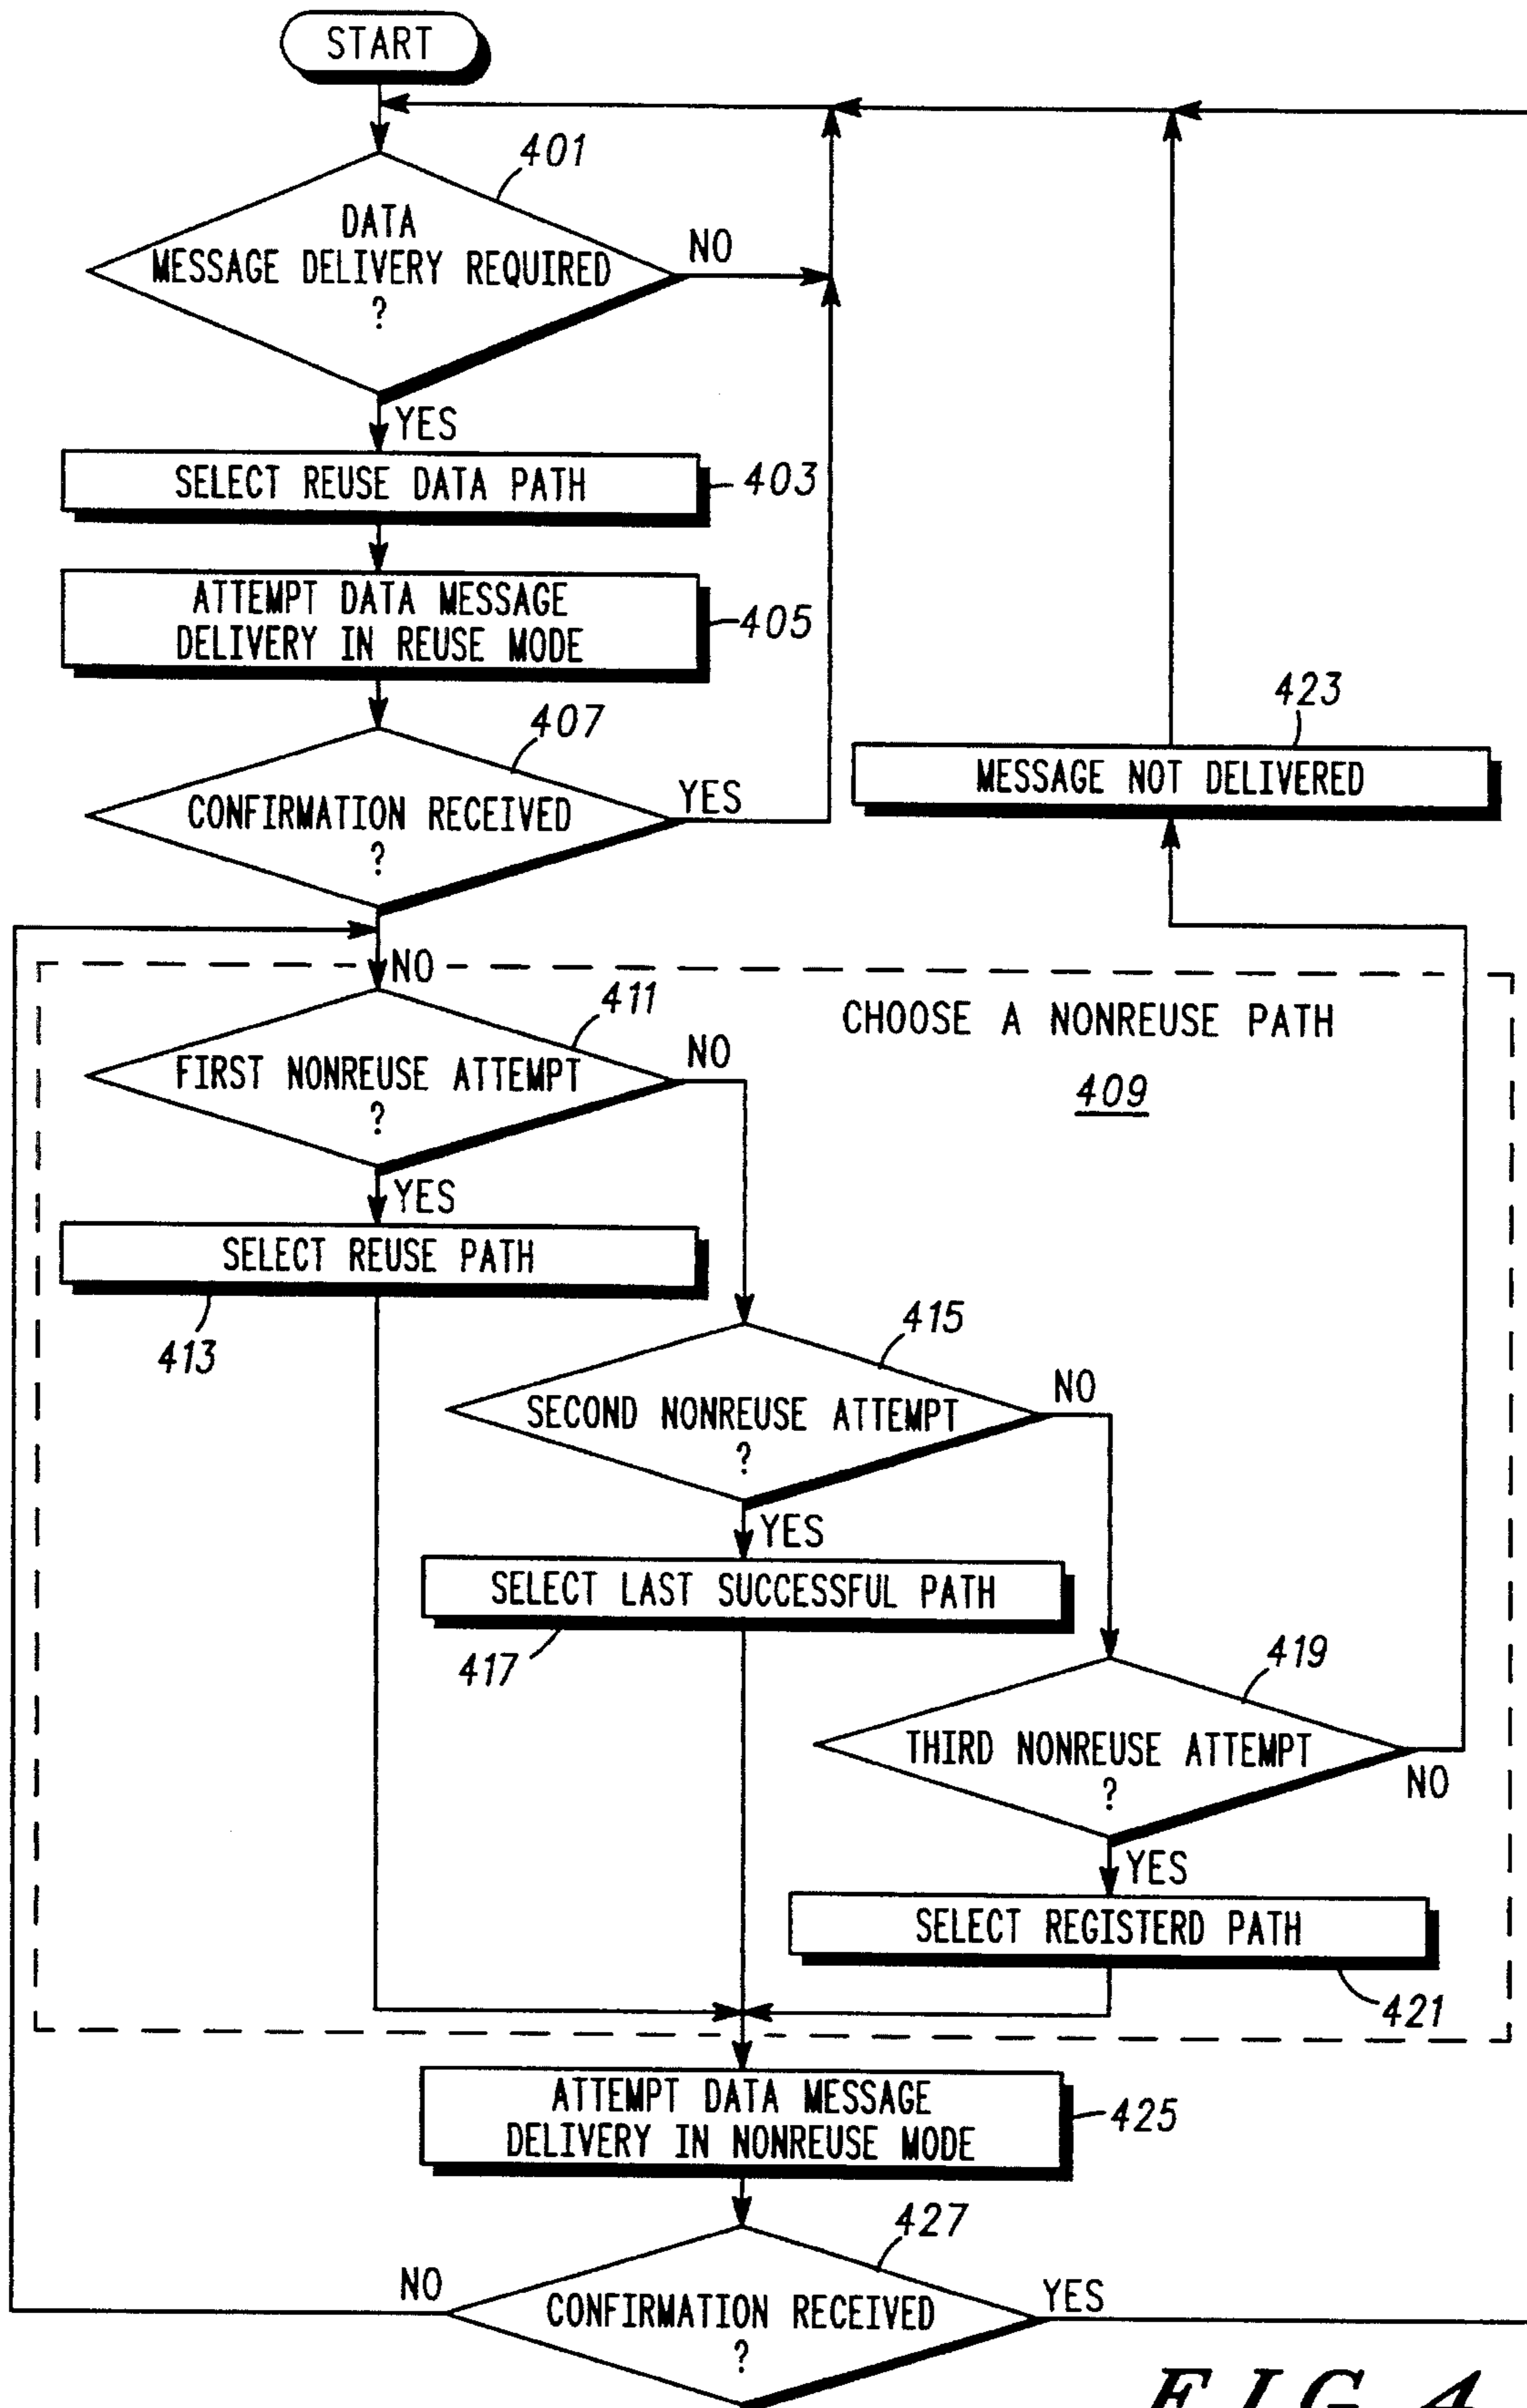 START
401
DATA
MESSAGE DELIVERY REQUIRED
?
NO
YES
SELECT REUSE DATA PATH
403
ATTEMPT DATA MESSAGE
DELIVERY IN REUSE MODE
405
407
CONFIRMATION RECEIVED
?
YES
423
MESSAGE NOT DELIVERED
NO
411
CHOOSE A NONREUSE PATH
409
FIRST NONREUSE ATTEMPT
?
NO
YES
SELECT REUSE PATH
413
415
SECOND NONREUSE ATTEMPT
?
NO
YES
SELECT LAST SUCCESSFUL PATH
417
419
THIRD NONREUSE ATTEMPT
?
NO
YES
SELECT REGISTERD PATH
421
ATTEMPT DATA MESSAGE
DELIVERY IN NONREUSE MODE
425
427
NO
CONFIRMATION RECEIVED
?
YES
FIG. 4